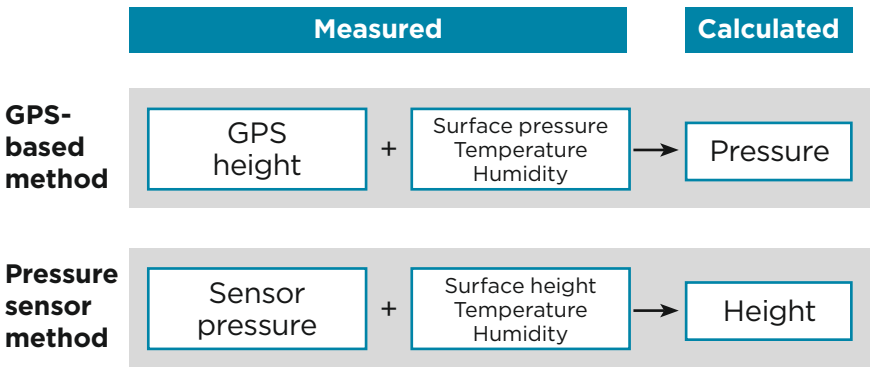 Measured
Calculated
GPS-
based
method
GPS
height
+
Surface pressure
Temperature
Humidity
Pressure
Pressure
sensor
method
Sensor
pressure
+
Surface height
Temperature
Humidity
Height